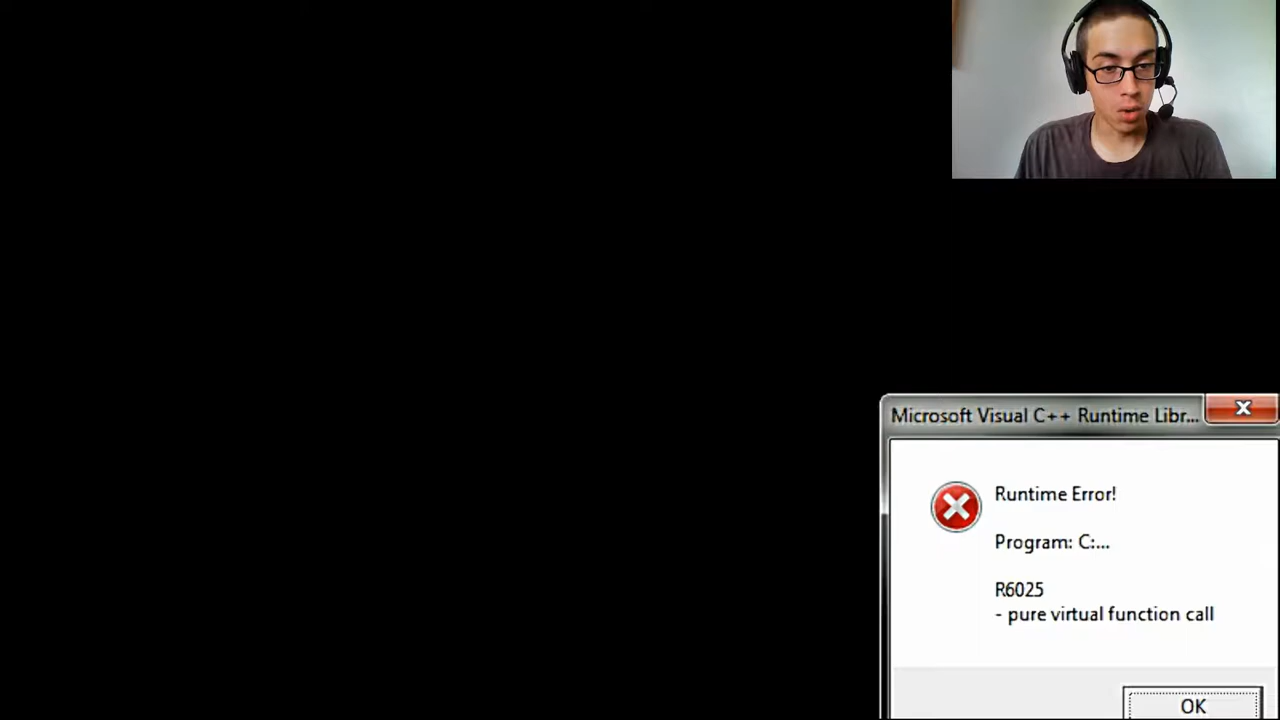 Microsoft Visual C++ Runtime Libr...
Runtime Error!
Program: C:...
R6025
- pure virtual function call
OK